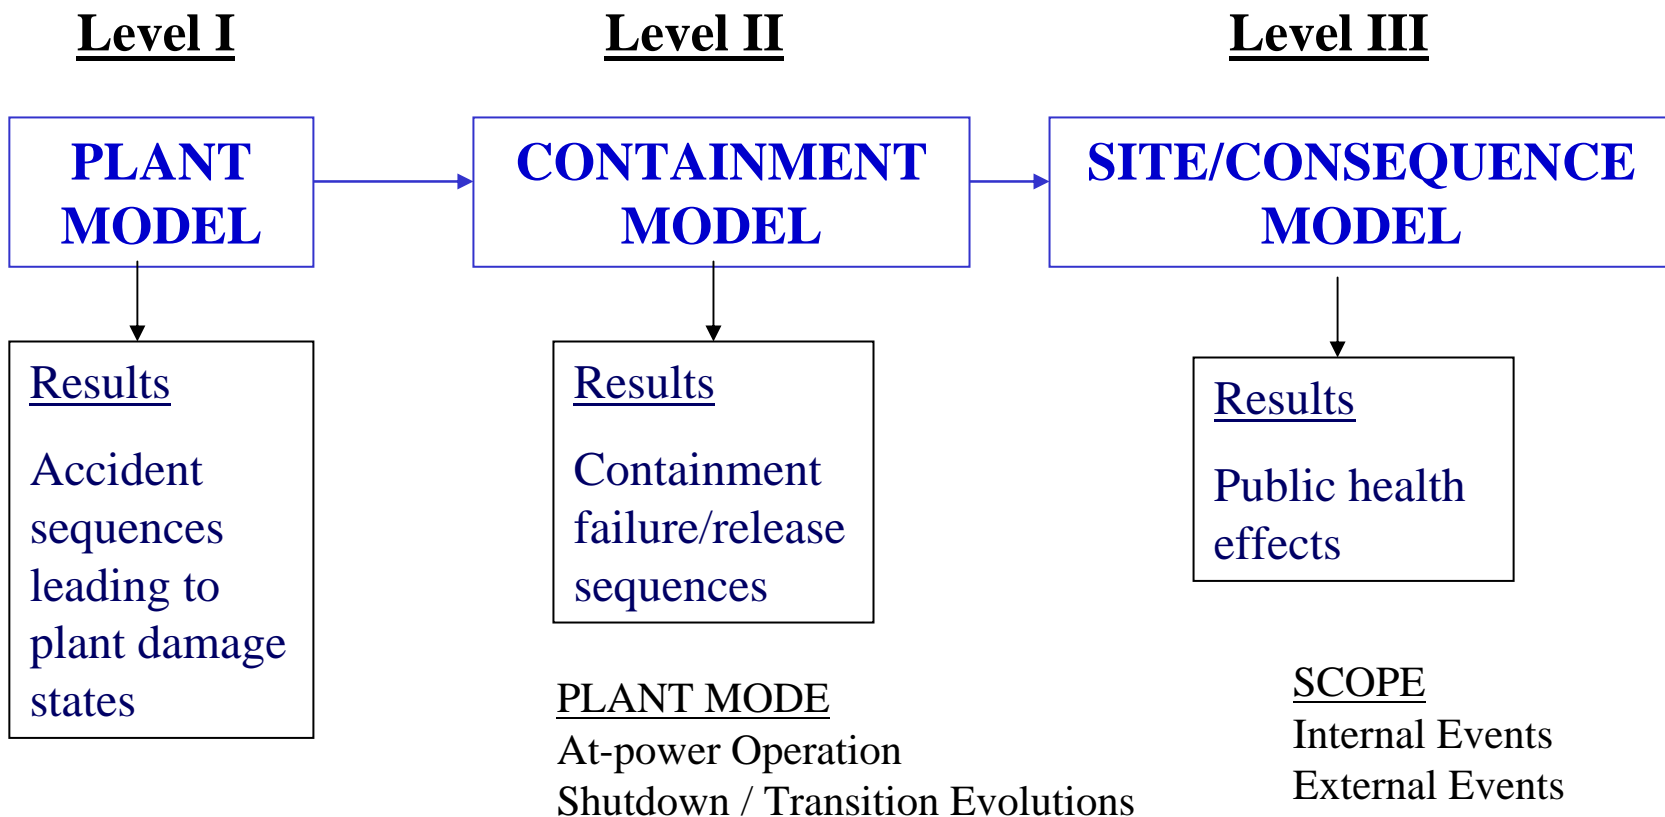 Level I
Level II
Level III
PLANT
MODEL
CONTAINMENT
MODEL
SITE/CONSEQUENCE
MODEL
Results
Accident
sequences
leading to
plant damage
states
Results
Containment
failure/release
sequences
Results
Public health
effects
PLANT MODE
At-power Operation
Shutdown / Transition Evolutions
SCOPE
Internal Events
External Events